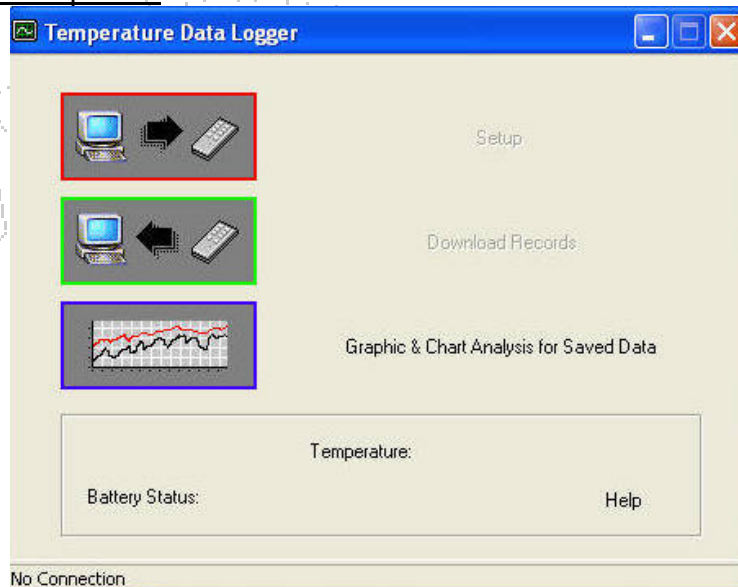 Temperature Data Logger
Setup
Download Records
Graphic & Chart Analysis for Saved Data
Temperature:
Battery Status:
Help
No Connection